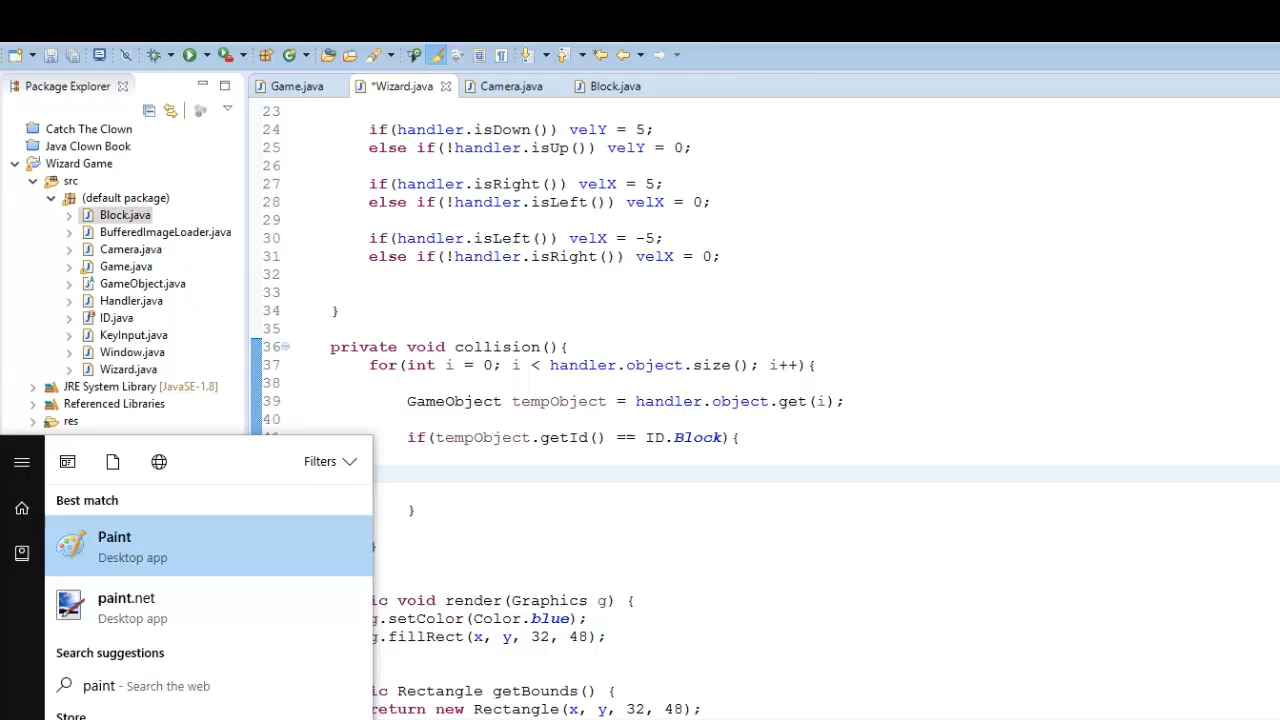 Package Explorer
Game.java
*Wizard.java
Camera.java
Block.java
Catch The Clown
Java Clown Book
Wizard Game
src
(default package)
Block.java
BufferedImageLoader.java
Camera.java
Game.java
GameObject.java
Handler.java
ID.java
KeyInput.java
Window.java
Wizard.java
JRE System Library [JavaSE-1.8]
Referenced Libraries
res
23
24 if(handler.isDown()) velY = 5;
25 else if(!handler.isUp()) velY = 0;
26
27 if(handler.isRight()) velX = 5;
28 else if(!handler.isLeft()) velX = 0;
29
30 if(handler.isLeft()) velX = -5;
31 else if(!handler.isRight()) velX = 0;
32
33
34 }
35
36 private void collision(){
37 for(int i = 0; i < handler.object.size(); i++){
38
39 GameObject tempObject = handler.object.get(i);
40
if(tempObject.getId() == ID.Block){
}
}
ic void render(Graphics g) {
g.setColor(Color.blue);
g.fillRect(x, y, 32, 48);
ic Rectangle getBounds() {
return new Rectangle(x, y, 32, 48);
Filters
Best match
Paint
Desktop app
paint.net
Desktop app
Search suggestions
paint - Search the web
Store